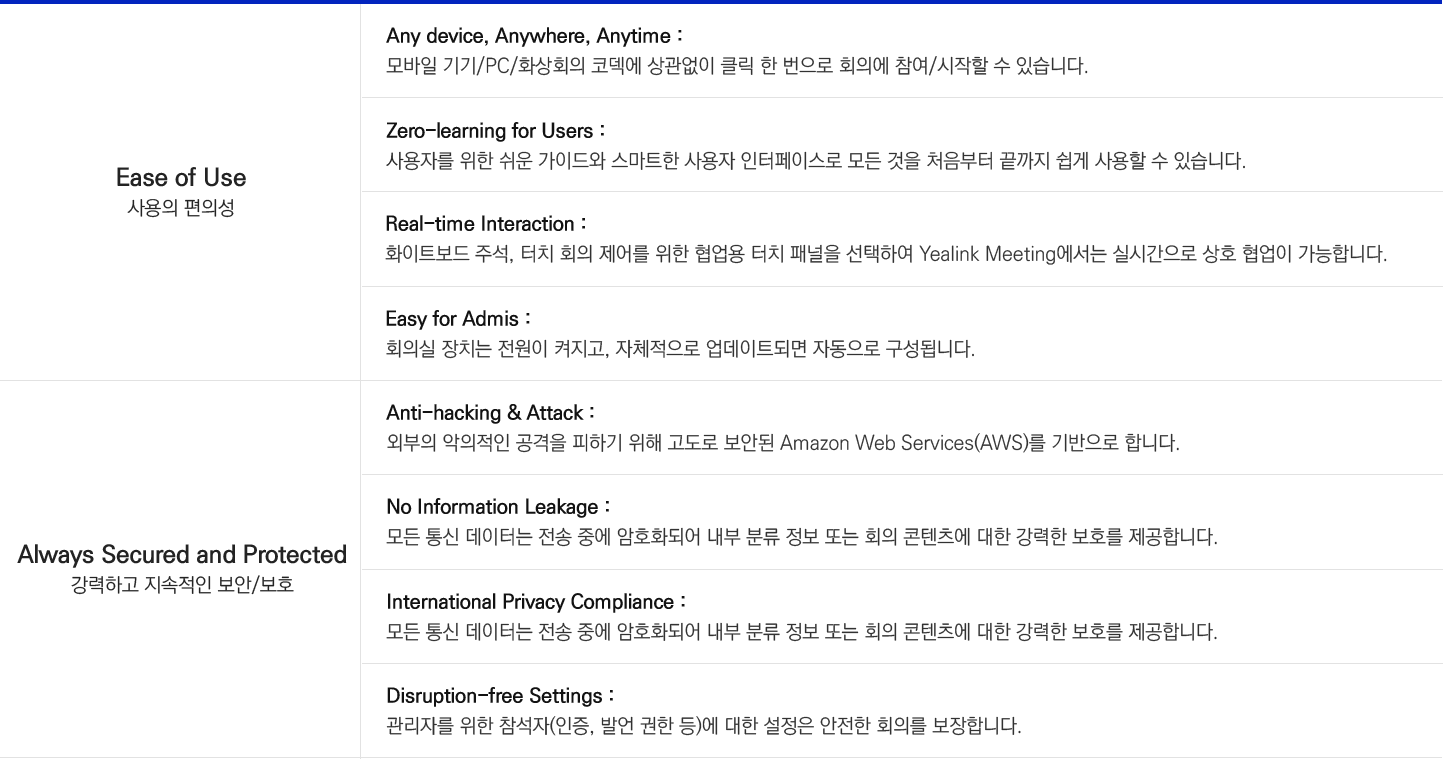 Ease of Use
사용의 편의성
Any device, Anywhere, Anytime :
모바일 기기/PC/화상회의 코덱에 상관없이 클릭 한 번으로 회의에 참여/시작할 수 있습니다.
Zero-learning for Users :
사용자를 위한 쉬운 가이드와 스마트한 사용자 인터페이스로 모든 것을 처음부터 끝까지 쉽게 사용할 수 있습니다.
Real-time Interaction :
화이트보드 주석, 터치 회의 제어를 위한 협업용 터치 패널을 선택하여 Yealink Meeting에서는 실시간으로 상호 협업이 가능합니다.
Easy for Admis :
회의실 장치는 전원이 켜지고, 자체적으로 업데이트되면 자동으로 구성됩니다.
Always Secured and Protected
강력하고 지속적인 보안/보호
Anti-hacking & Attack :
외부의 악의적인 공격을 피하기 위해 고도로 보안된 Amazon Web Services(AWS)를 기반으로 합니다.
No Information Leakage :
모든 통신 데이터는 전송 중에 암호화되어 내부 분류 정보 또는 회의 콘텐츠에 대한 강력한 보호를 제공합니다.
International Privacy Compliance :
모든 통신 데이터는 전송 중에 암호화되어 내부 분류 정보 또는 회의 콘텐츠에 대한 강력한 보호를 제공합니다.
Disruption-free Settings :
관리자를 위한 참석자(인증, 발언 권한 등)에 대한 설정은 안전한 회의를 보장합니다.